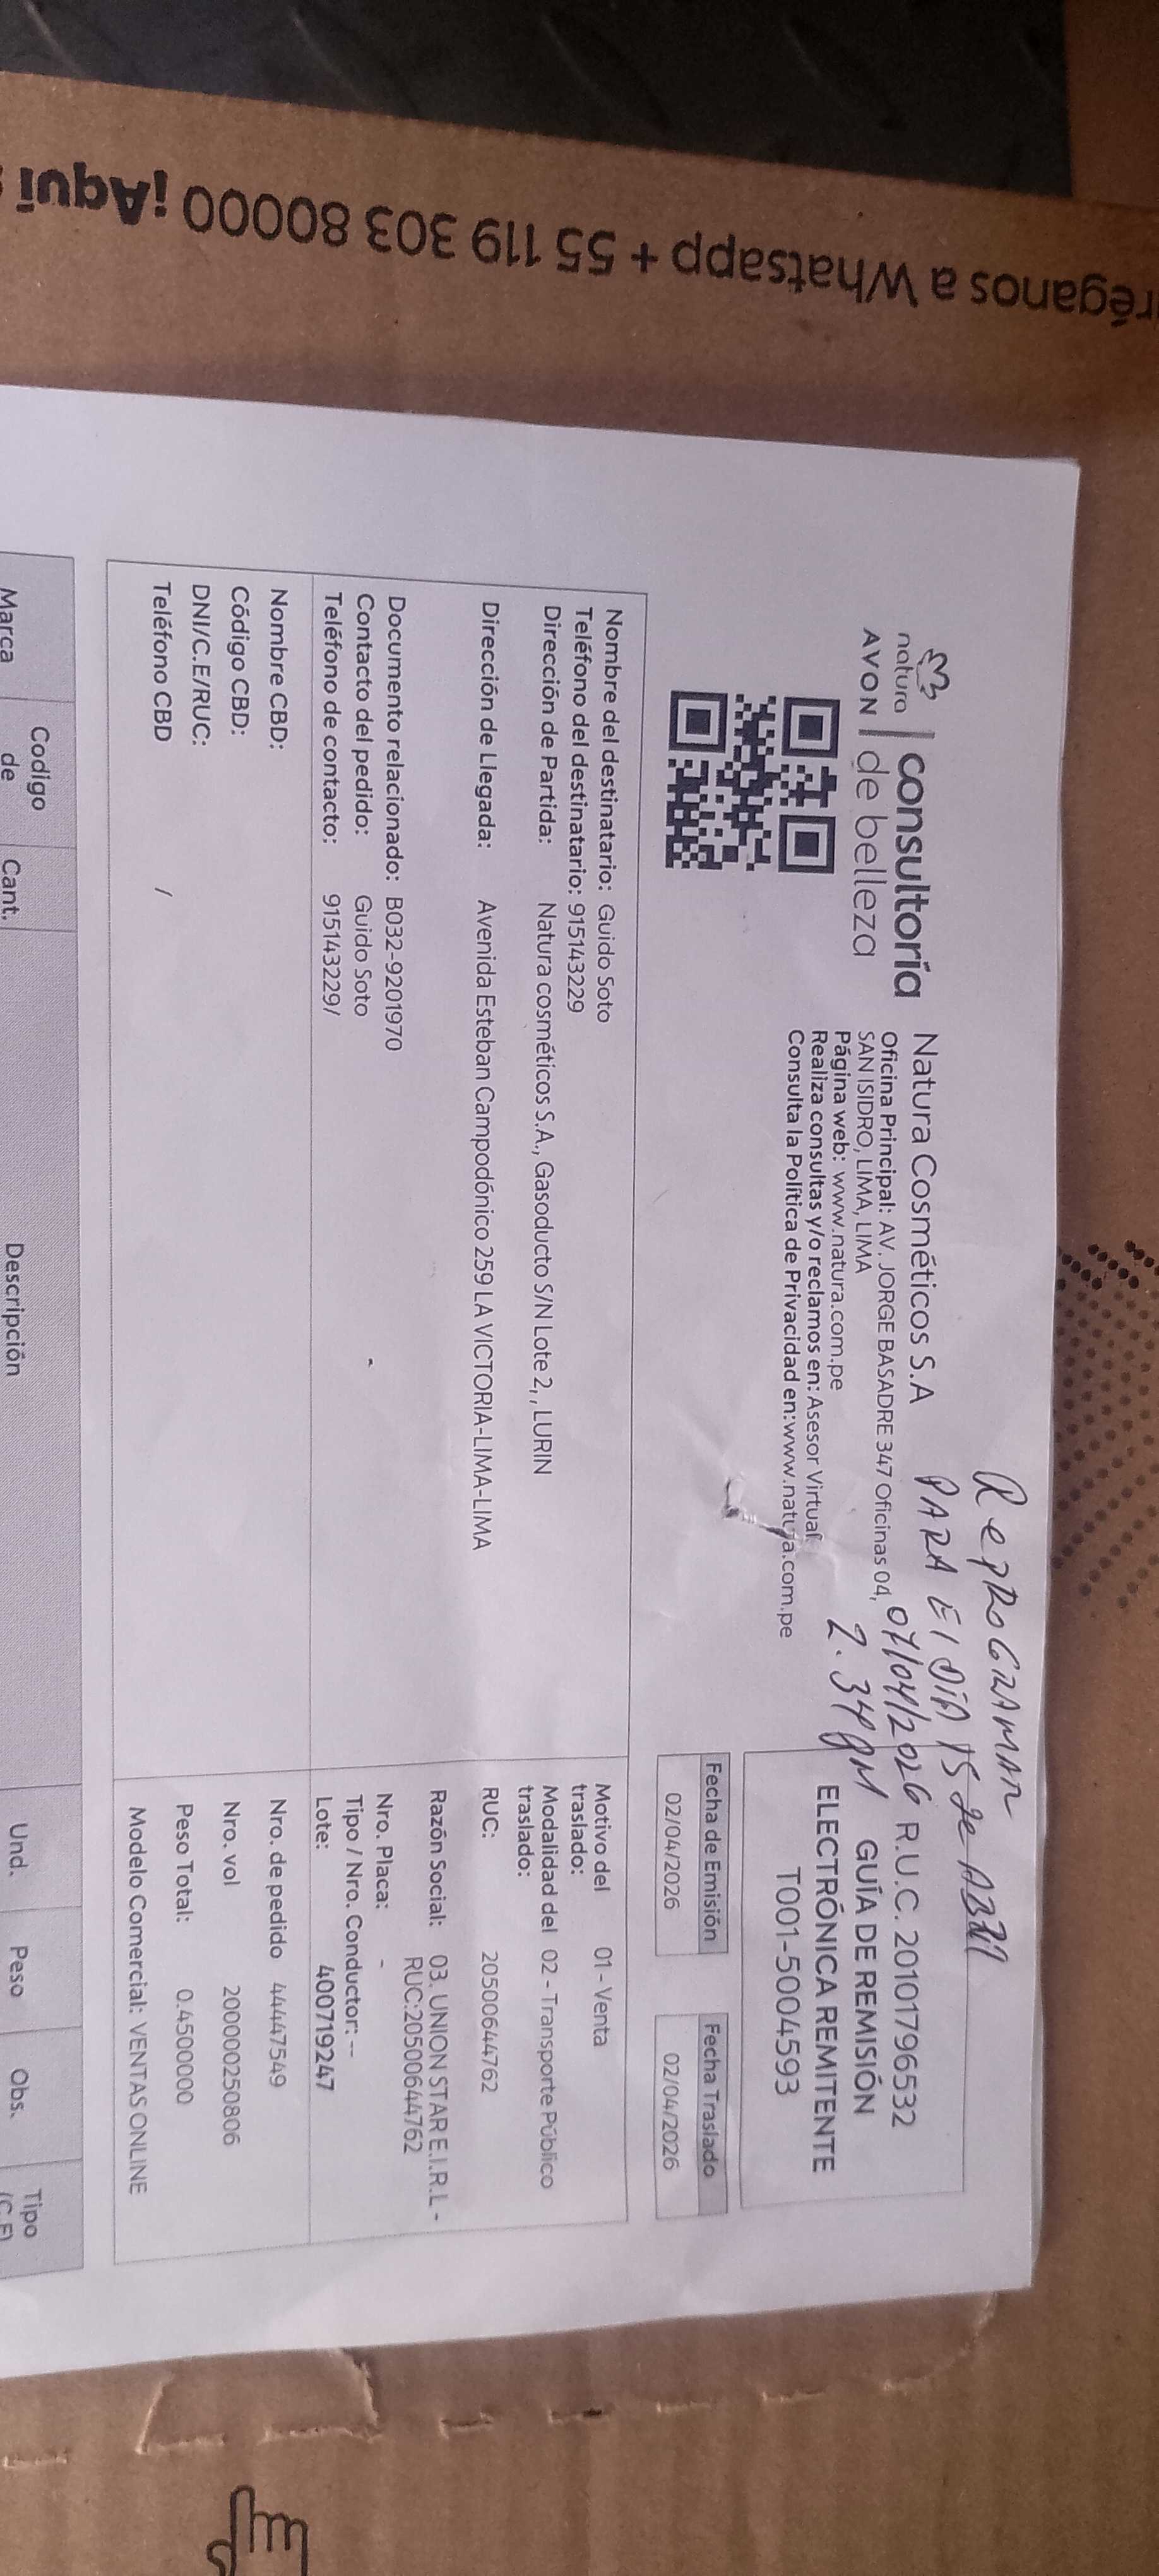 réganos a Whatsapp + 55 119 303 80000 ¡Aquí
RepROGRAMAR
PARA El DÍA 15 de ABRIL
07/04/2026
2.34 pM
natura
AVON
consultoría
de belleza
Natura Cosméticos S.A
Oficina Principal: AV. JORGE BASADRE 347 Oficinas 04,
SAN ISIDRO, LIMA, LIMA
Página web: www.natura.com.pe
Realiza consultas y/o reclamos en: Asesor Virtual
Consulta la Política de Privacidad en:www.natura.com.pe
R.U.C. 20101796532
GUÍA DE REMISIÓN
ELECTRÓNICA REMITENTE
T001-5004593
Fecha de Emisión
02/04/2026
Fecha Traslado
02/04/2026
Nombre del destinatario: Guido Soto
Teléfono del destinatario: 915143229
Dirección de Partida: Natura cosméticos S.A., Gasoducto S/N Lote 2, , LURIN
Dirección de Llegada: Avenida Esteban Campodónico 259 LA VICTORIA-LIMA-LIMA
Documento relacionado: B032-9201970
Contacto del pedido: Guido Soto
Teléfono de contacto: 915143229/
Motivo del traslado: 01 - Venta
Modalidad del traslado: 02 - Transporte Público
RUC: 20500644762
Razón Social: 03. UNION STAR E.I.R.L -
RUC:20500644762
Nro. Placa: -
Tipo / Nro. Conductor: --
Lote: 400719247
Nombre CBD:
Código CBD:
DNI/C.E/RUC:
Teléfono CBD /
Nro. de pedido 44447549
Nro. vol 200000250806
Peso Total: 0.4500000
Modelo Comercial: VENTAS ONLINE
Marca
Codigo de
Cant.
Descripción
Und.
Peso
Obs.
Tipo
(C,F)